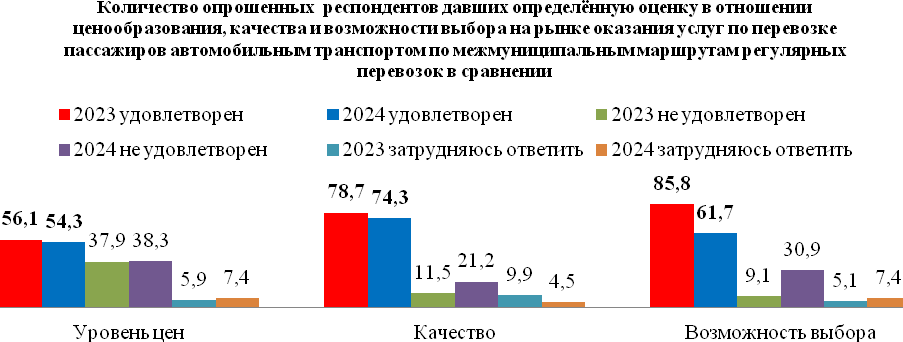 Количество опрошенных респондентов давших определённую оценку в отношении
ценообразования, качества и возможности выбора на рынке оказания услуг по перевозке
пассажиров автомобильным транспортом по межмуниципальным маршрутам регулярных
перевозок в сравнении
2023 удовлетворен 2024 удовлетворен 2023 не удовлетворен
2024 не удовлетворен 2023 затрудняюсь ответить 2024 затрудняюсь ответить
56,1 54,3 37,9 38,3 5,9 7,4
78,7 74,3 11,5 21,2 9,9 4,5
85,8 61,7 9,1 30,9 5,1 7,4
Уровень цен Качество Возможность выбора